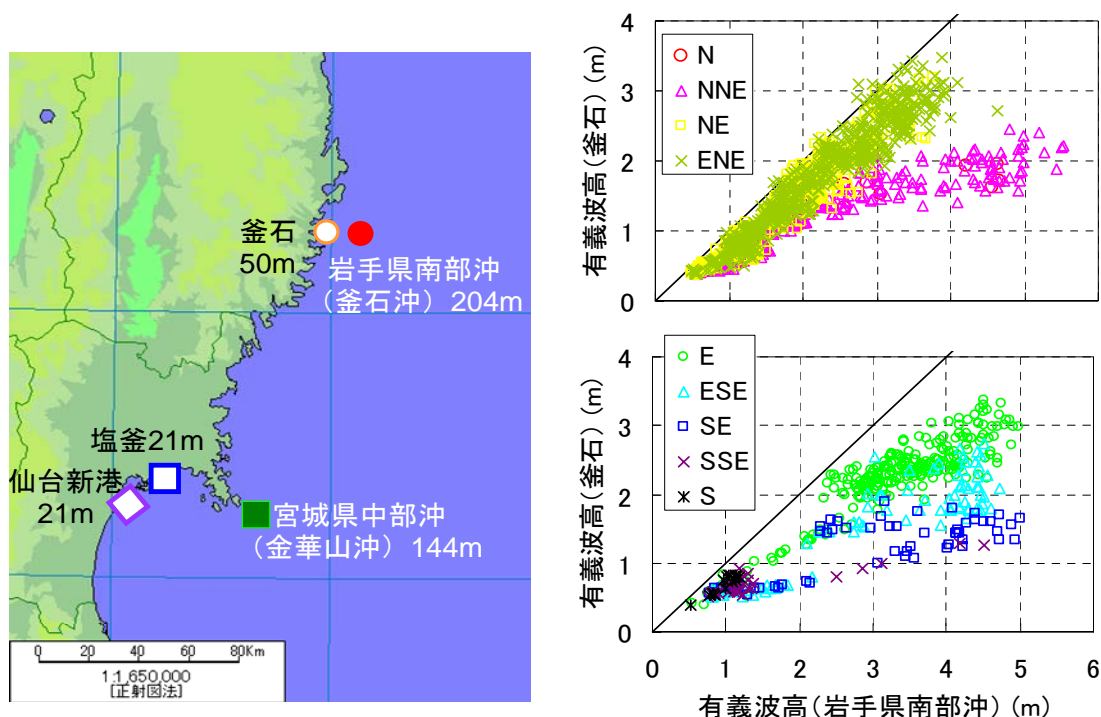 釜石
50m
岩手県南部沖
（釜石沖）204m
塩釜21m
仙台新港
21m
宮城県中部沖
（金華山沖）144m
0 20 40 60 80Km
1:1,650,000
[正射図法]
有義波高(釜石) (m)
4
3
2
1
0
N
NNE
NE
ENE
有義波高(釜石) (m)
4
3
2
1
0
E
ESE
SE
SSE
S
0 1 2 3 4 5 6
有義波高(岩手県南部沖) (m)